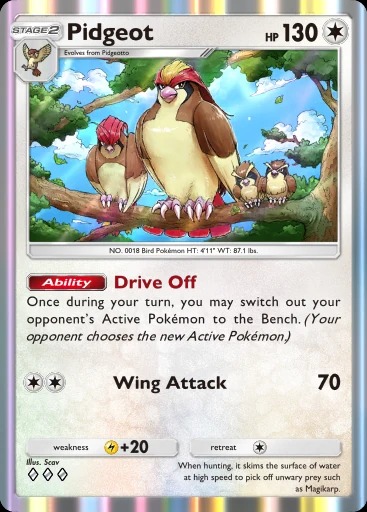 STAGE 2 Pidgeot HP 130
Evolves from Pidgeotto
NO. 0018 Bird Pokémon HT: 4'11" WT: 87.1 lbs.
Ability Drive Off
Once during your turn, you may switch out your
opponent's Active Pokémon to the Bench. (Your
opponent chooses the new Active Pokémon.)
Wing Attack 70
weakness +20 retreat
Illus. Scav
When hunting, it skims the surface of water
at high speed to pick off unwary prey such
as Magikarp.